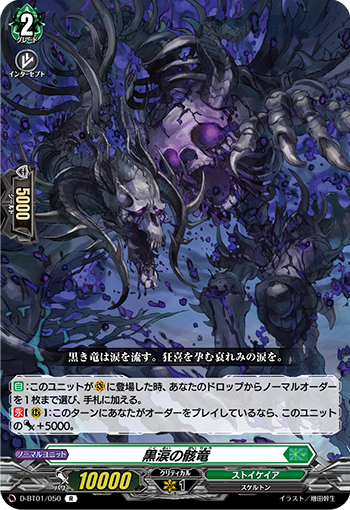 2
グレード
インターセプト
5000
シールド
黒き竜は涙を流す。狂喜を孕む哀れみの涙を。
自:このユニットがRに登場した時、あなたのドロップからノーマルオーダー
を1枚まで選び、手札に加える。
永【R】:このターンにあなたがオーダーをプレイしているなら、このユニット
の+5000。
ノーマルユニット
黒涙の骸竜
パワー
10000
クリティカル
1
ストイケイア
スケルトン
D-BT01/050 R
イラスト/増田幹生